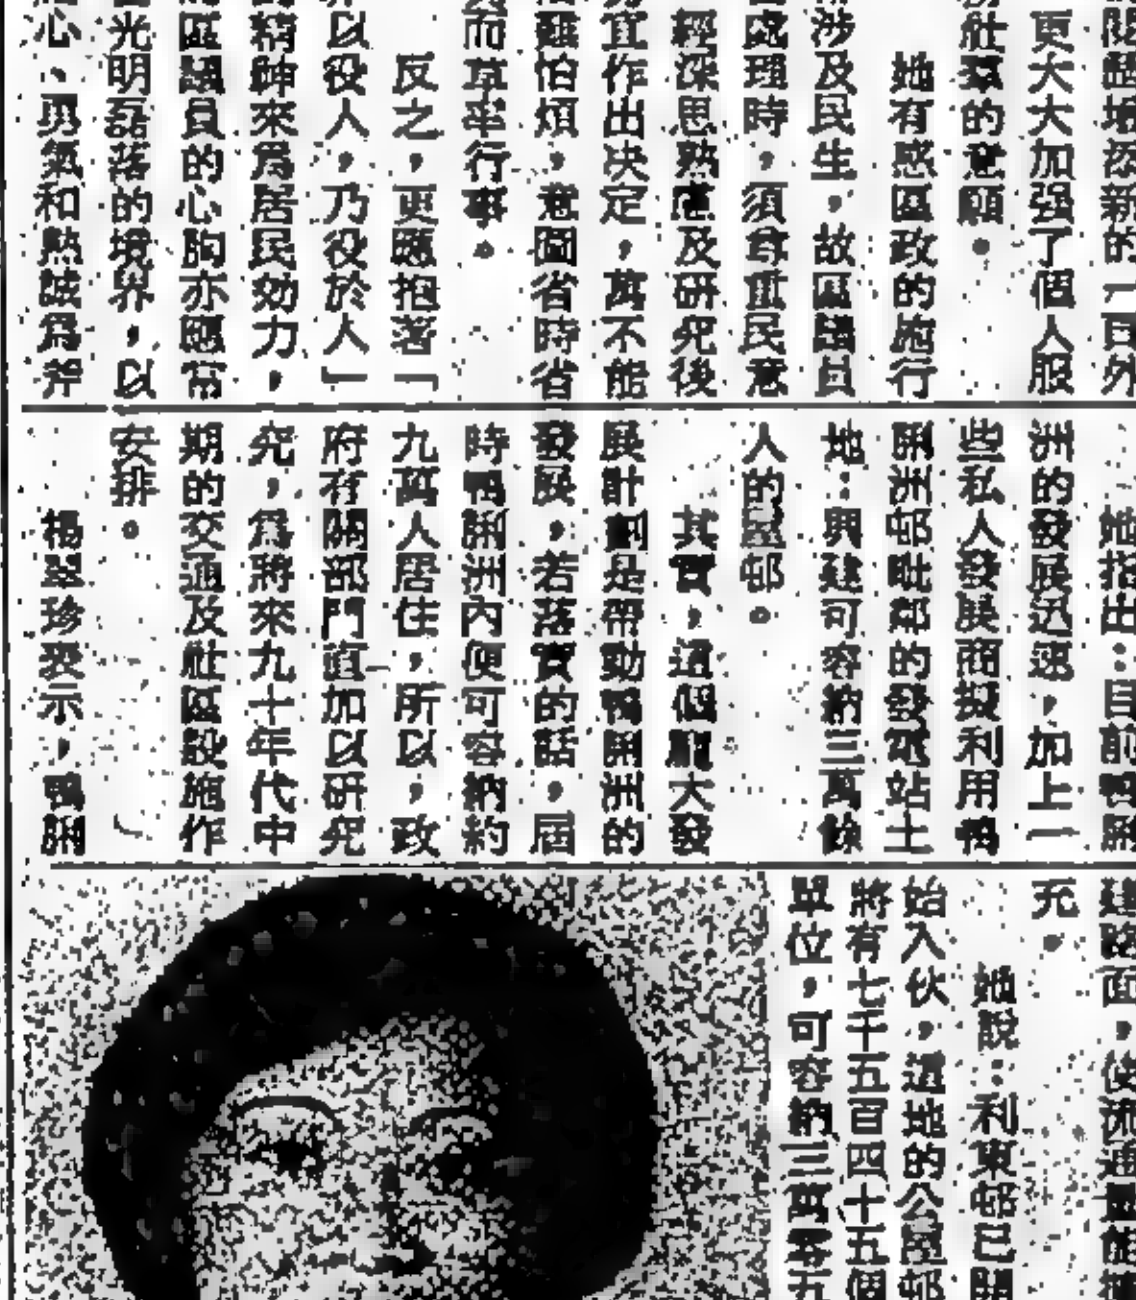 的一百外
更大大加强了個人服
務社羣的意願。
她有感區政的施行
涉及民生，故區議員
處理時，須尊重民意
經深思熟慮及研究後
宜作出決定，萬不能
怕煩，意圖省時省
而草率行事。
反之，更應抱著「
以役人，乃役於人」
精神來爲居民効力，
區議員的心胸亦應常
光明磊落的境界，以
心、勇氣和熱誠爲斧
她指出：目前鴨脷
洲的發展迅速，加上一
些私人發展商擬利用鴨
脷洲邨毗鄰的發電站土
地：興建可容納三萬餘
人的屋邨。
其實，這個龐大發
展計劃是帶動鴨脷洲的
發展，若落實的話，屆
時鴨脷洲內便可容納約
九萬人居住，所以，政
府有關部門宜加以研究
究，爲將來九十年代中
期的交通及社區設施作
安排。」
楊翠珍表示，鴨脷
路面，使流通量能
充。
她說：利東邨已開
始入伙，這地的公屋邨
將有七千五百四十五個
單位，可容納三萬零五